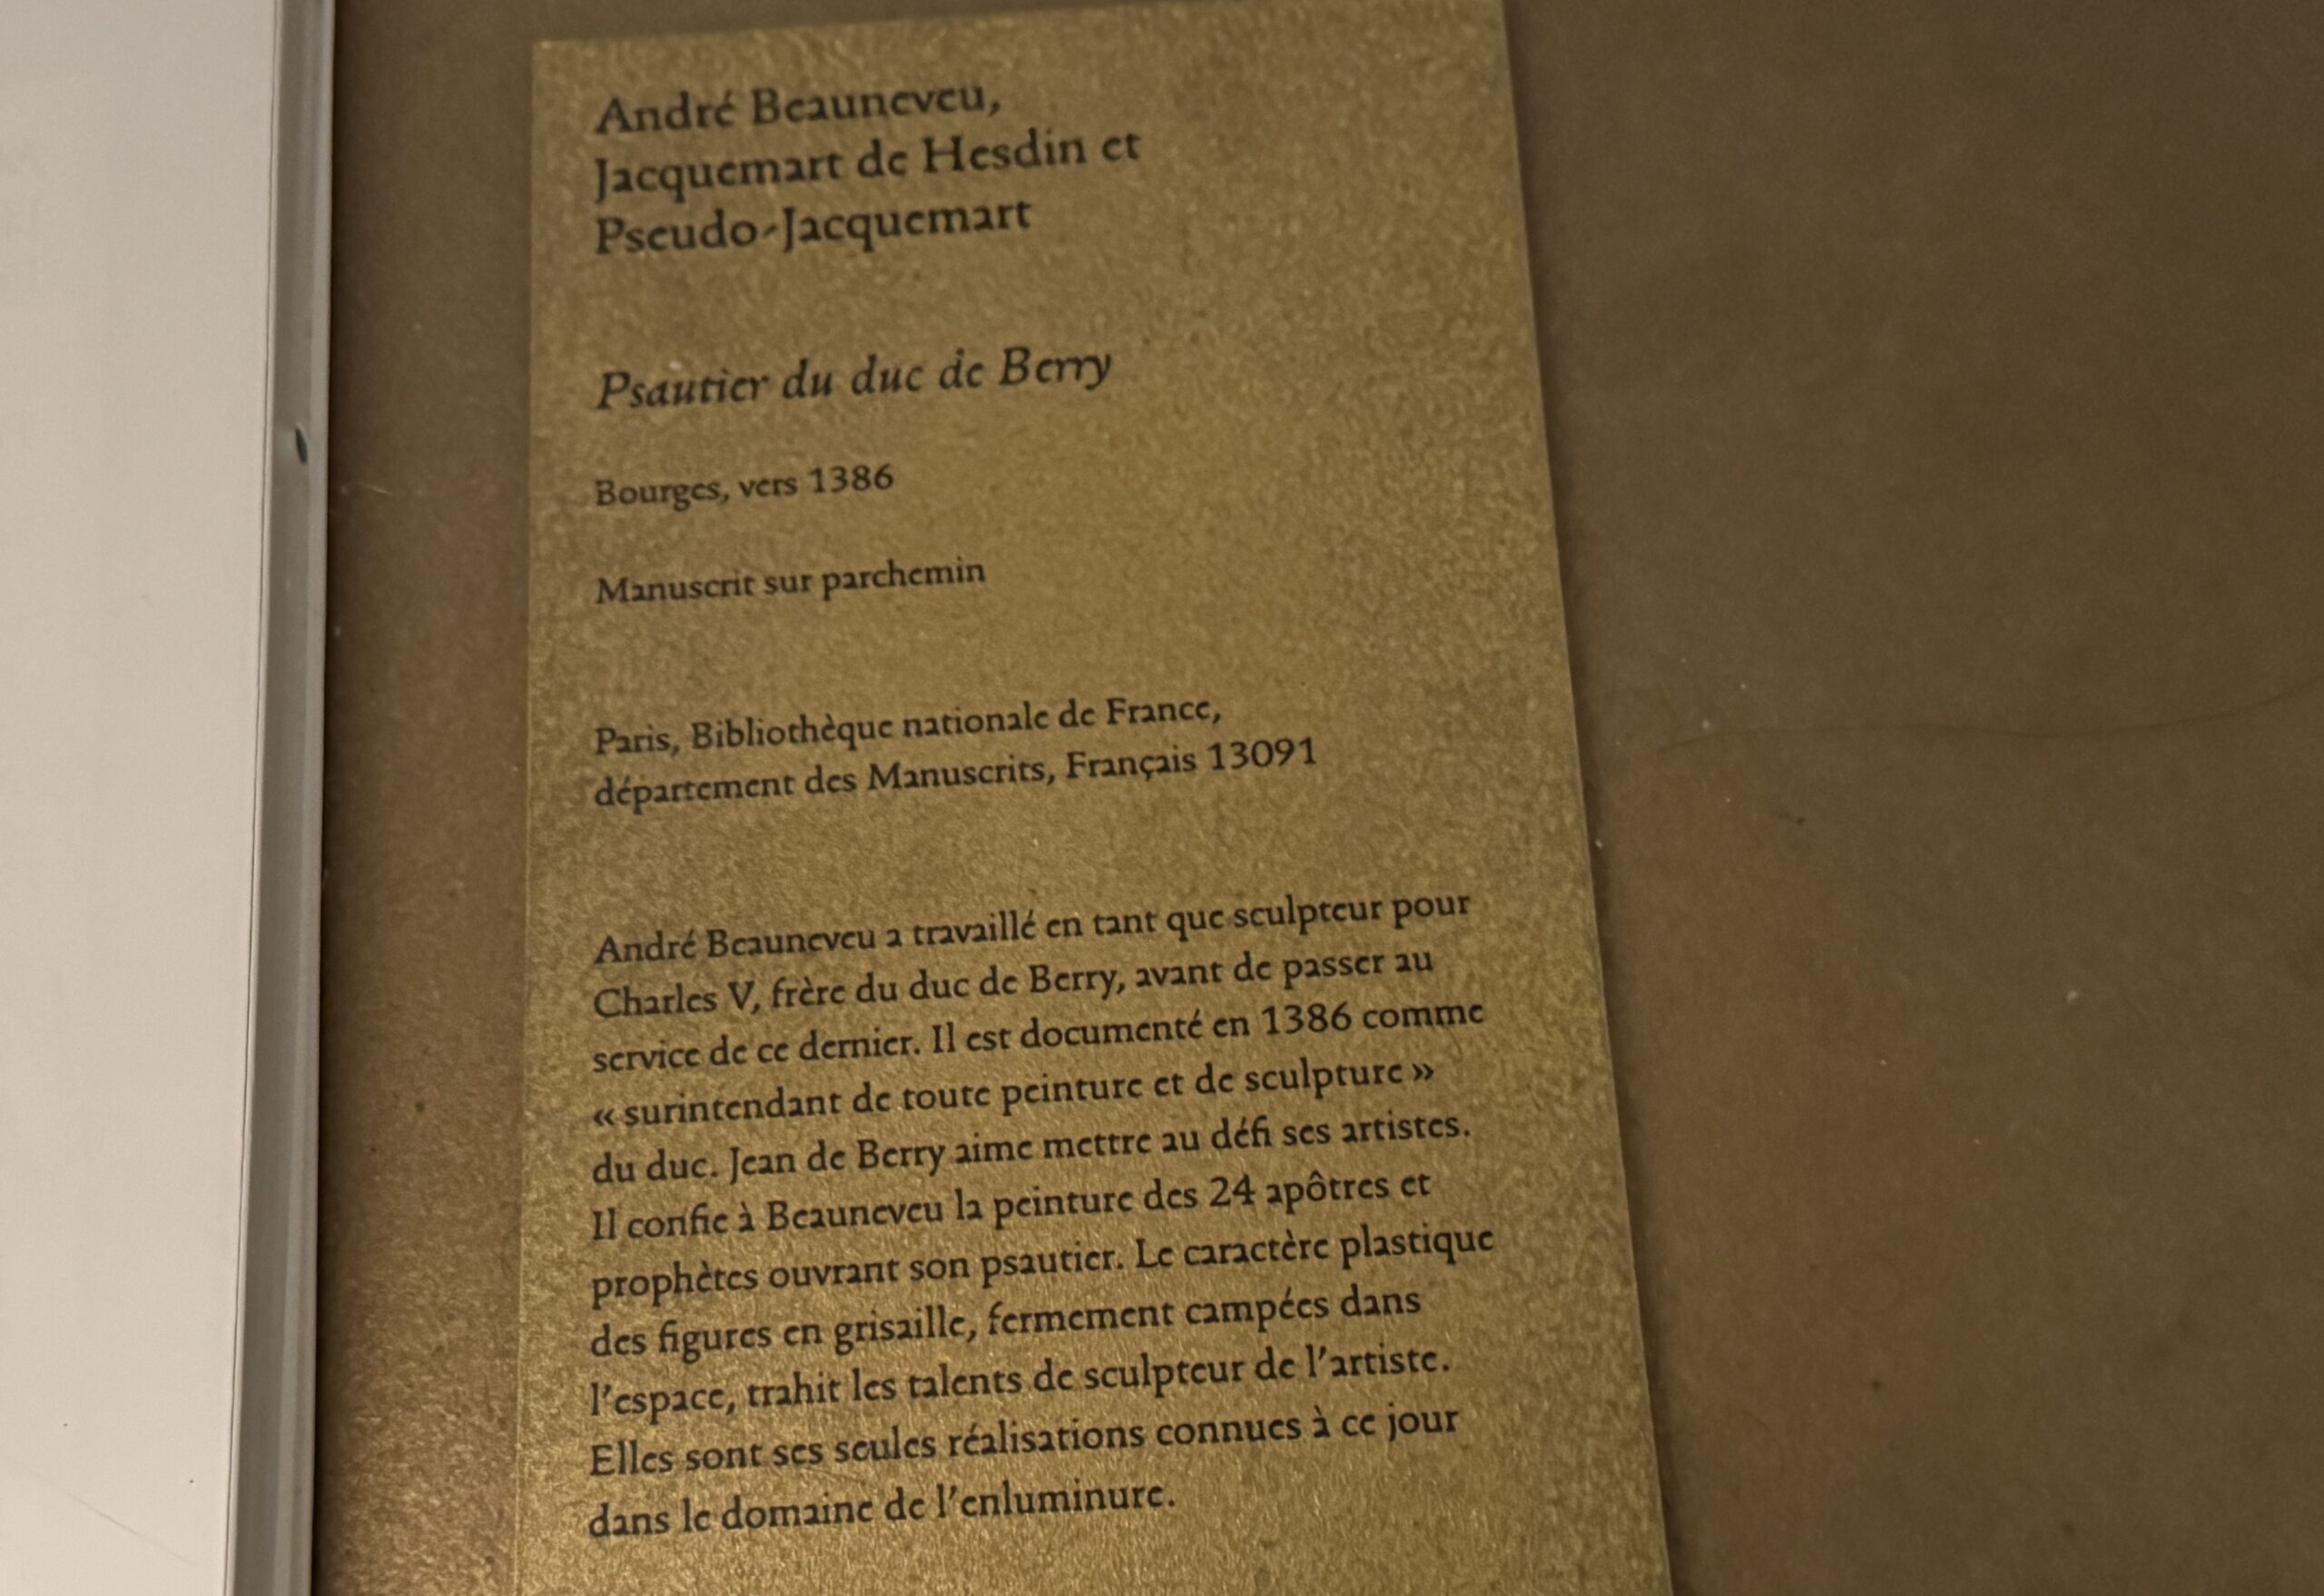 André Beauneveu,
Jacquemart de Hesdin et
Pseudo-Jacquemart
Psautier du duc de Berry
Bourges, vers 1386
Manuscrit sur parchemin
Paris, Bibliothèque nationale de France,
département des Manuscrits, Français 13091
André Beauneveu a travaillé en tant que sculpteur pour
Charles V, frère du duc de Berry, avant de passer au
service de ce dernier. Il est documenté en 1386 comme
« surintendant de toute peinture et de sculpture »
du duc. Jean de Berry aime mettre au défi ses artistes.
Il confie à Beauneveu la peinture des 24 apôtres et
prophètes ouvrant son psautier. Le caractère plastique
des figures en grisaille, fermement campées dans
l'espace, trahit les talents de sculpteur de l'artiste.
Elles sont ses seules réalisations connues à ce jour
dans le domaine de l'enluminure.